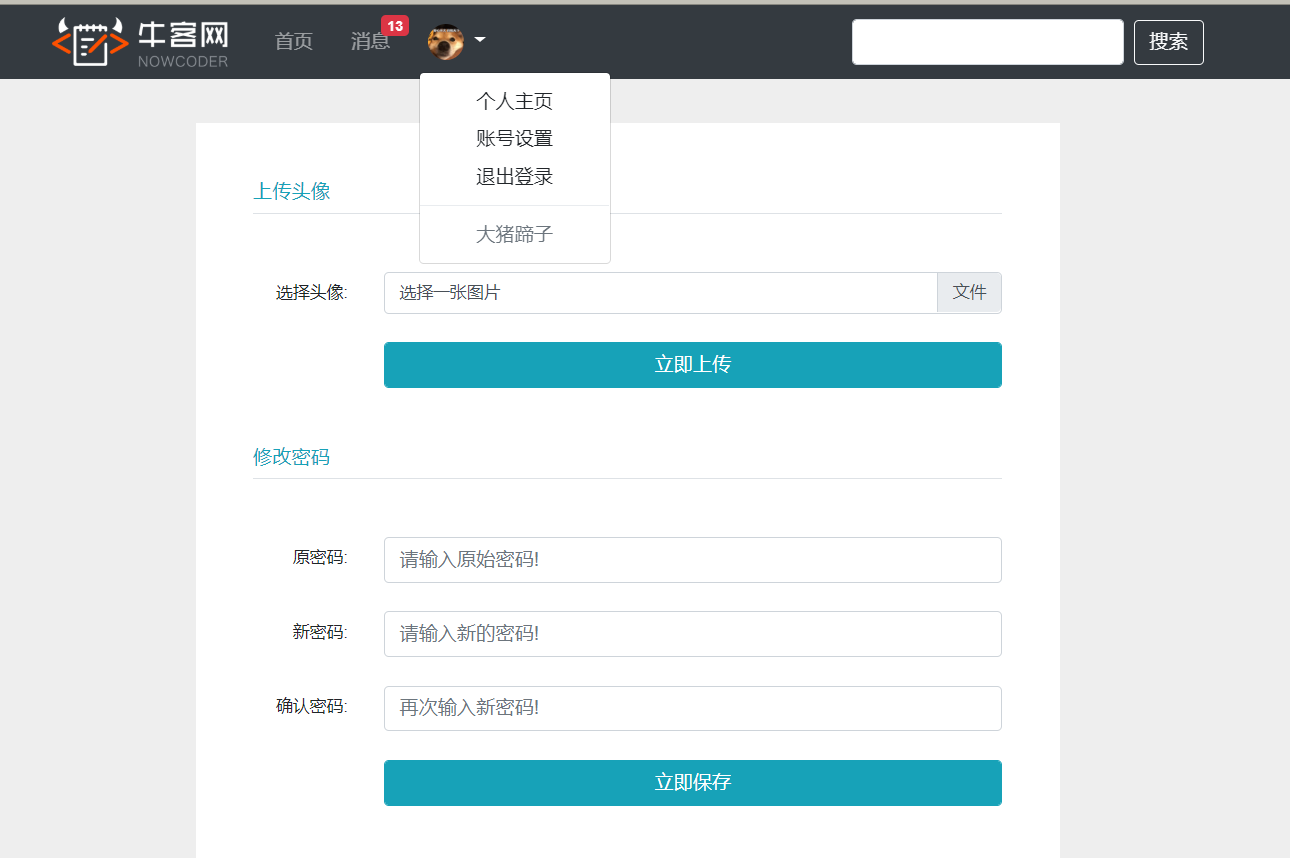 牛客网
NOWCODER
首页
消息 13
搜索
个人主页
账号设置
退出登录
大猪蹄子
上传头像
选择头像: 选择一张图片 文件
立即上传
修改密码
原密码: 请输入原始密码!
新密码: 请输入新的密码!
确认密码: 再次输入新密码!
立即保存